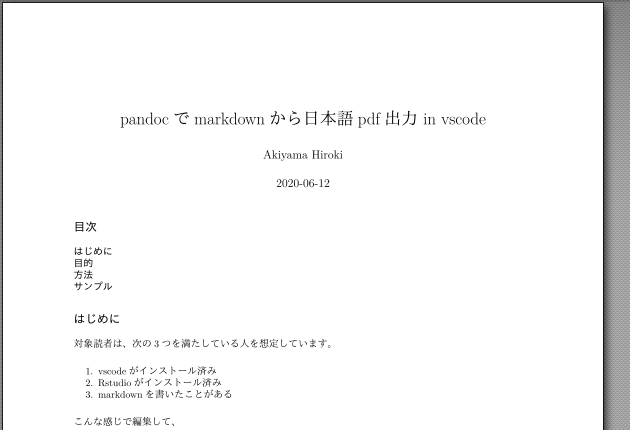 pandoc で markdown から日本語 pdf 出力 in vscode
Akiyama Hiroki
2020-06-12
目次
はじめに
目的
方法
サンプル
はじめに
対象読者は、次の 3 つを満たしている人を想定しています。
1. vscode がインストール済み
2. Rstudio がインストール済み
3. markdown を書いたことがある
こんな感じで編集して、